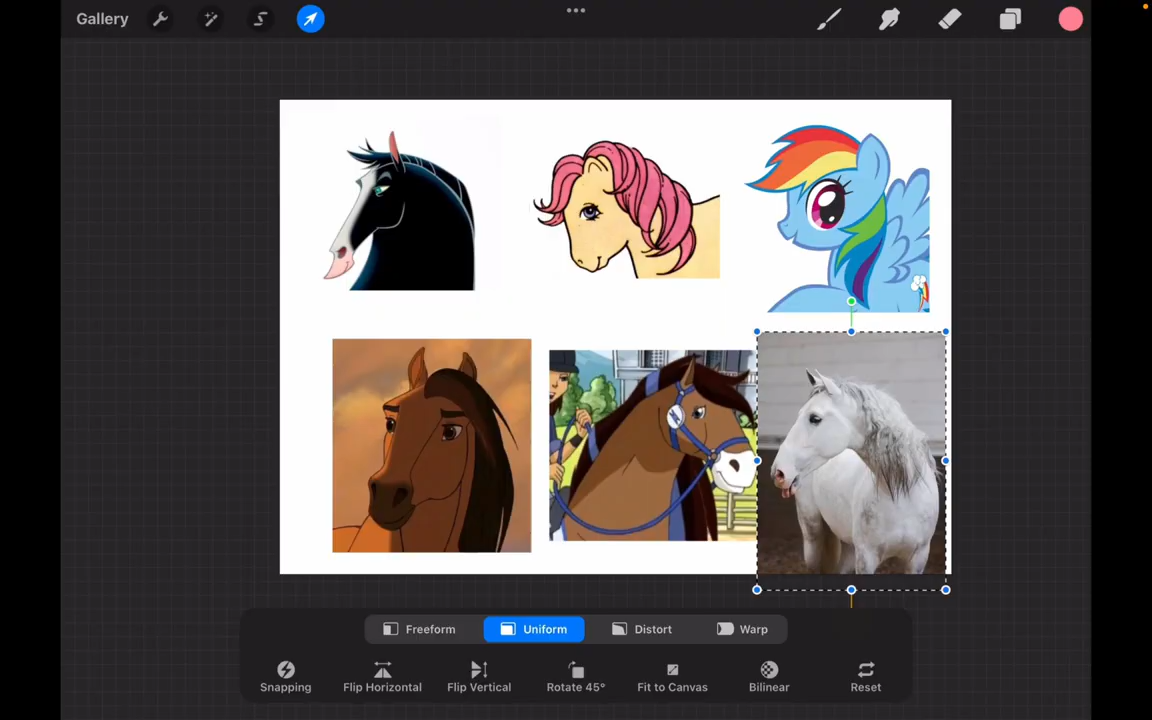 Gallery
Freeform Uniform Distort Warp
Snapping Flip Horizontal Flip Vertical Rotate 45° Fit to Canvas Bilinear Reset